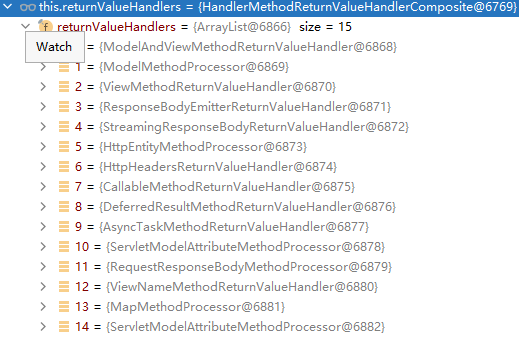 this.returnValueHandlers = {HandlerMethodReturnValueHandlerComposite@6769}
returnValueHandlers = {ArrayList@6866} size = 15
Watch
= {ModelAndViewMethodReturnValueHandler@6868}
1 = {ModelMethodProcessor@6869}
2 = {ViewMethodReturnValueHandler@6870}
3 = {ResponseBodyEmitterReturnValueHandler@6871}
4 = {StreamingResponseBodyReturnValueHandler@6872}
5 = {HttpEntityMethodProcessor@6873}
6 = {HttpHeadersReturnValueHandler@6874}
7 = {CallableMethodReturnValueHandler@6875}
8 = {DeferredResultMethodReturnValueHandler@6876}
9 = {AsyncTaskMethodReturnValueHandler@6877}
10 = {ServletModelAttributeMethodProcessor@6878}
11 = {RequestResponseBodyMethodProcessor@6879}
12 = {ViewNameMethodReturnValueHandler@6880}
13 = {MapMethodProcessor@6881}
14 = {ServletModelAttributeMethodProcessor@6882}